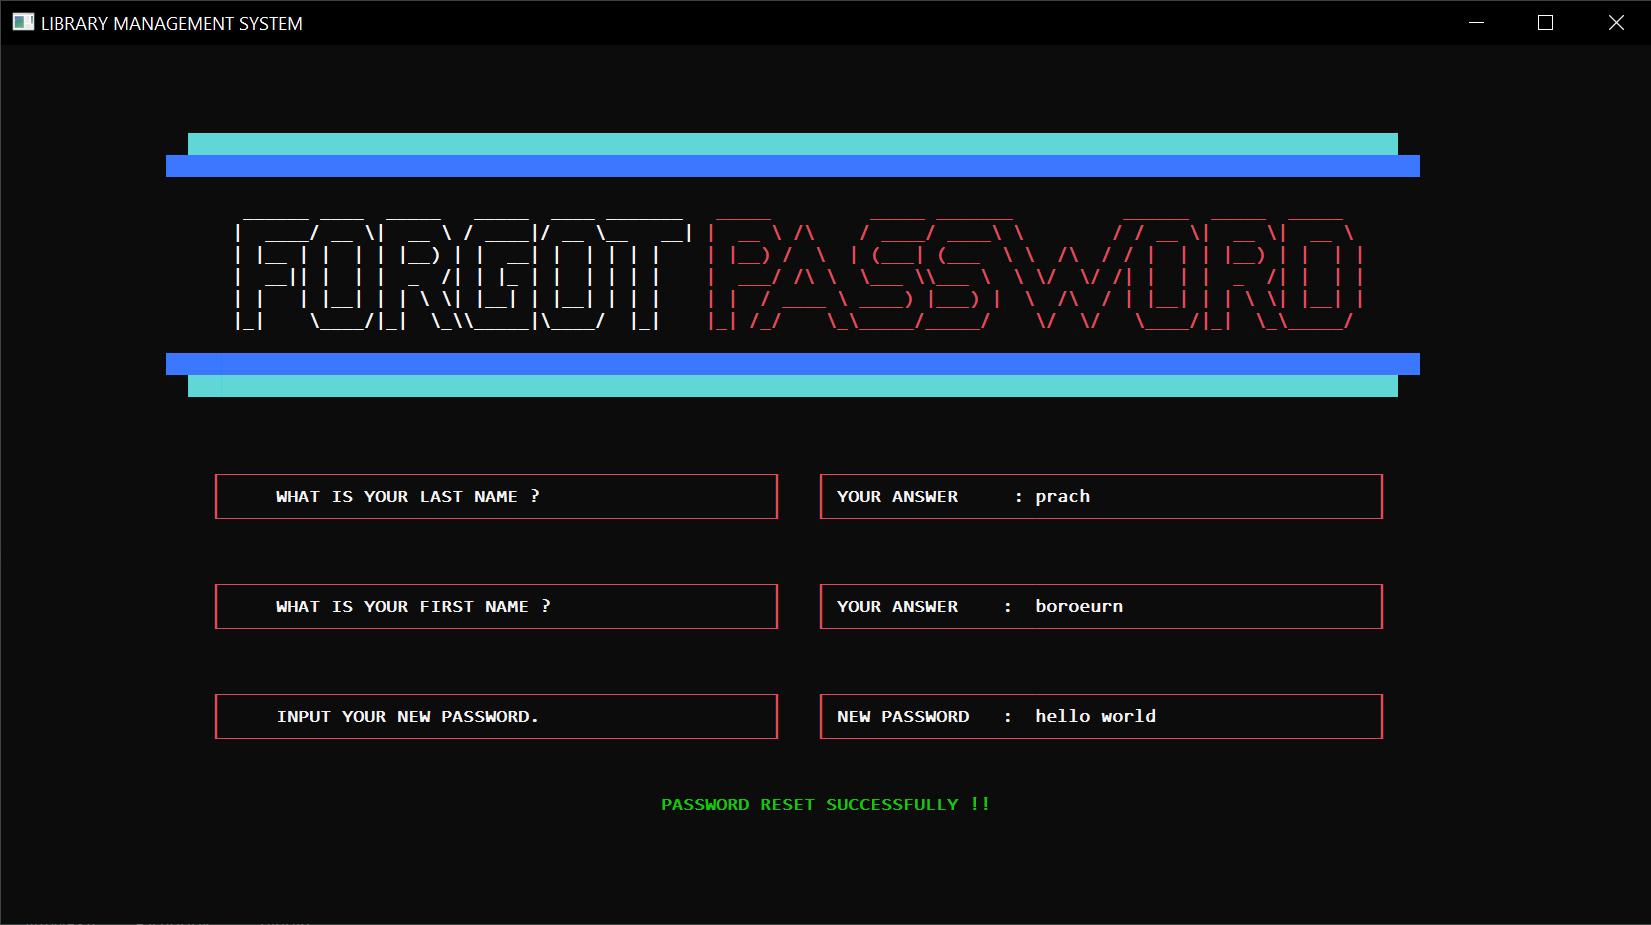 LIBRARY MANAGEMENT SYSTEM
FORGOT PASSWORD
WHAT IS YOUR LAST NAME ?
YOUR ANSWER : prach
WHAT IS YOUR FIRST NAME ?
YOUR ANSWER : boroeurn
INPUT YOUR NEW PASSWORD.
NEW PASSWORD : hello world
PASSWORD RESET SUCCESSFULLY !!